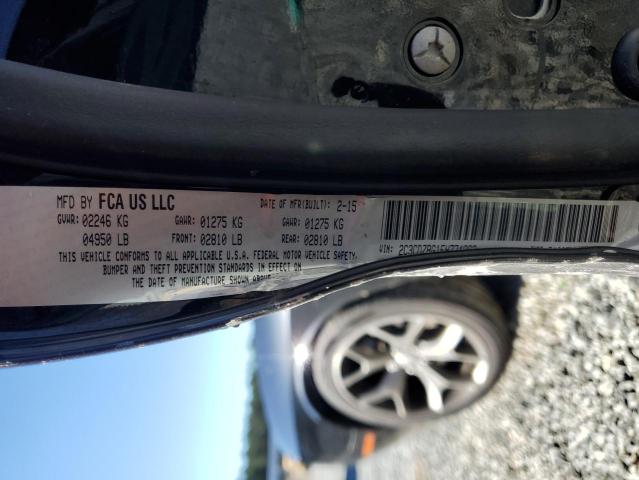 MFD BY FCA US LLC DATE OF MFR(BUILT): 2-15
GVWR: 02246 KG GAWR: 01275 KG GAWR: 01275 KG
04950 LB FRONT: 02810 LB REAR: 02810 LB
THIS VEHICLE CONFORMS TO ALL APPLICABLE U.S.A. FEDERAL MOTOR VEHICLE SAFETY,
BUMPER AND THEFT PREVENTION STANDARDS IN EFFECT ON
THE DATE OF MANUFACTURE SHOWN ABOVE.
VIN: